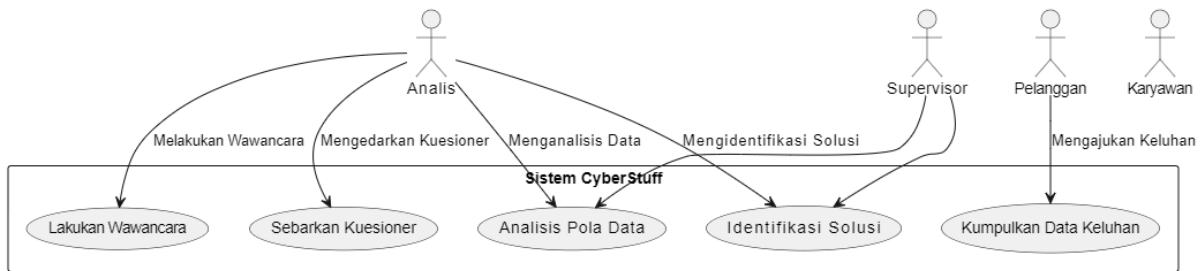 Analis
Supervisor
Pelanggan
Karyawan
Melakukan Wawancara
Mengedarkan Kuesioner
Menganalisis Data
Mengidentifikasi Solusi
Mengajukan Keluhan
Sistem CyberStuff
Lakukan Wawancara
Sebarkan Kuesioner
Analisis Pola Data
Identifikasi Solusi
Kumpulkan Data Keluhan